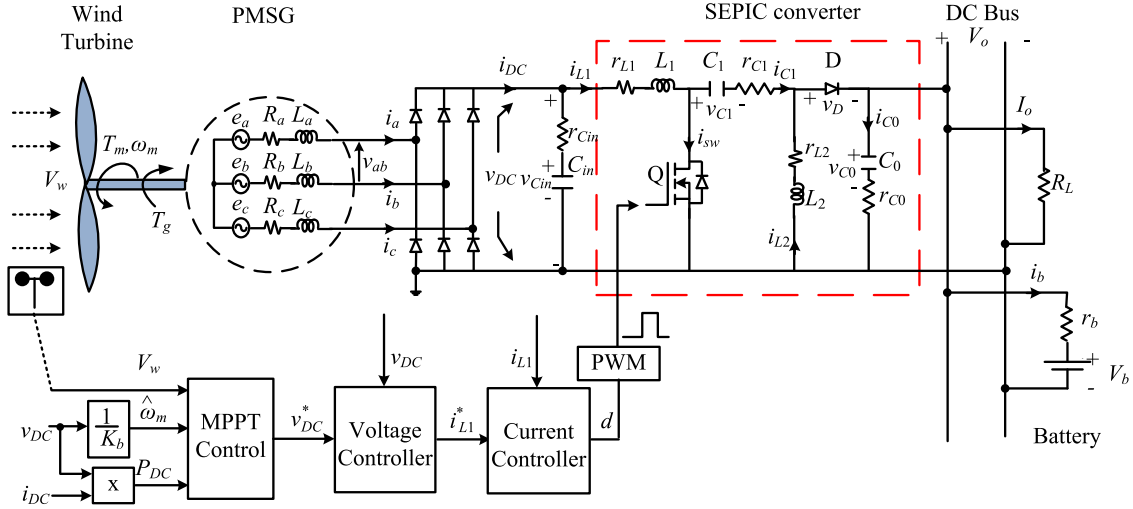 Wind
Turbine
PMSG
SEPIC converter
DC Bus
+ V_o -
i_DC
i_L1
r_L1 L_1 C_1 r_C1 i_C1 D
+ v_C1 -
+ v_D -
T_m, ω_m
e_a R_a L_a
i_a
e_b R_b L_b
v_ab
i_b
e_c R_c L_c
i_c
V_w
T_g
v_DC
+
-
r_Cin
+
v_Cin C_in
-
i_sw
Q
r_L2
L_2
i_L2
i_C0
+
v_C0 C_0
-
r_C0
I_o
R_L
i_b
r_b
+
V_b
-
Battery
V_w
v_DC
i_L1
PWM
v_DC
1/K_b
ω̂_m
MPPT
Control
v*_DC
Voltage
Controller
i*_L1
Current
Controller
d
x
P_DC
i_DC